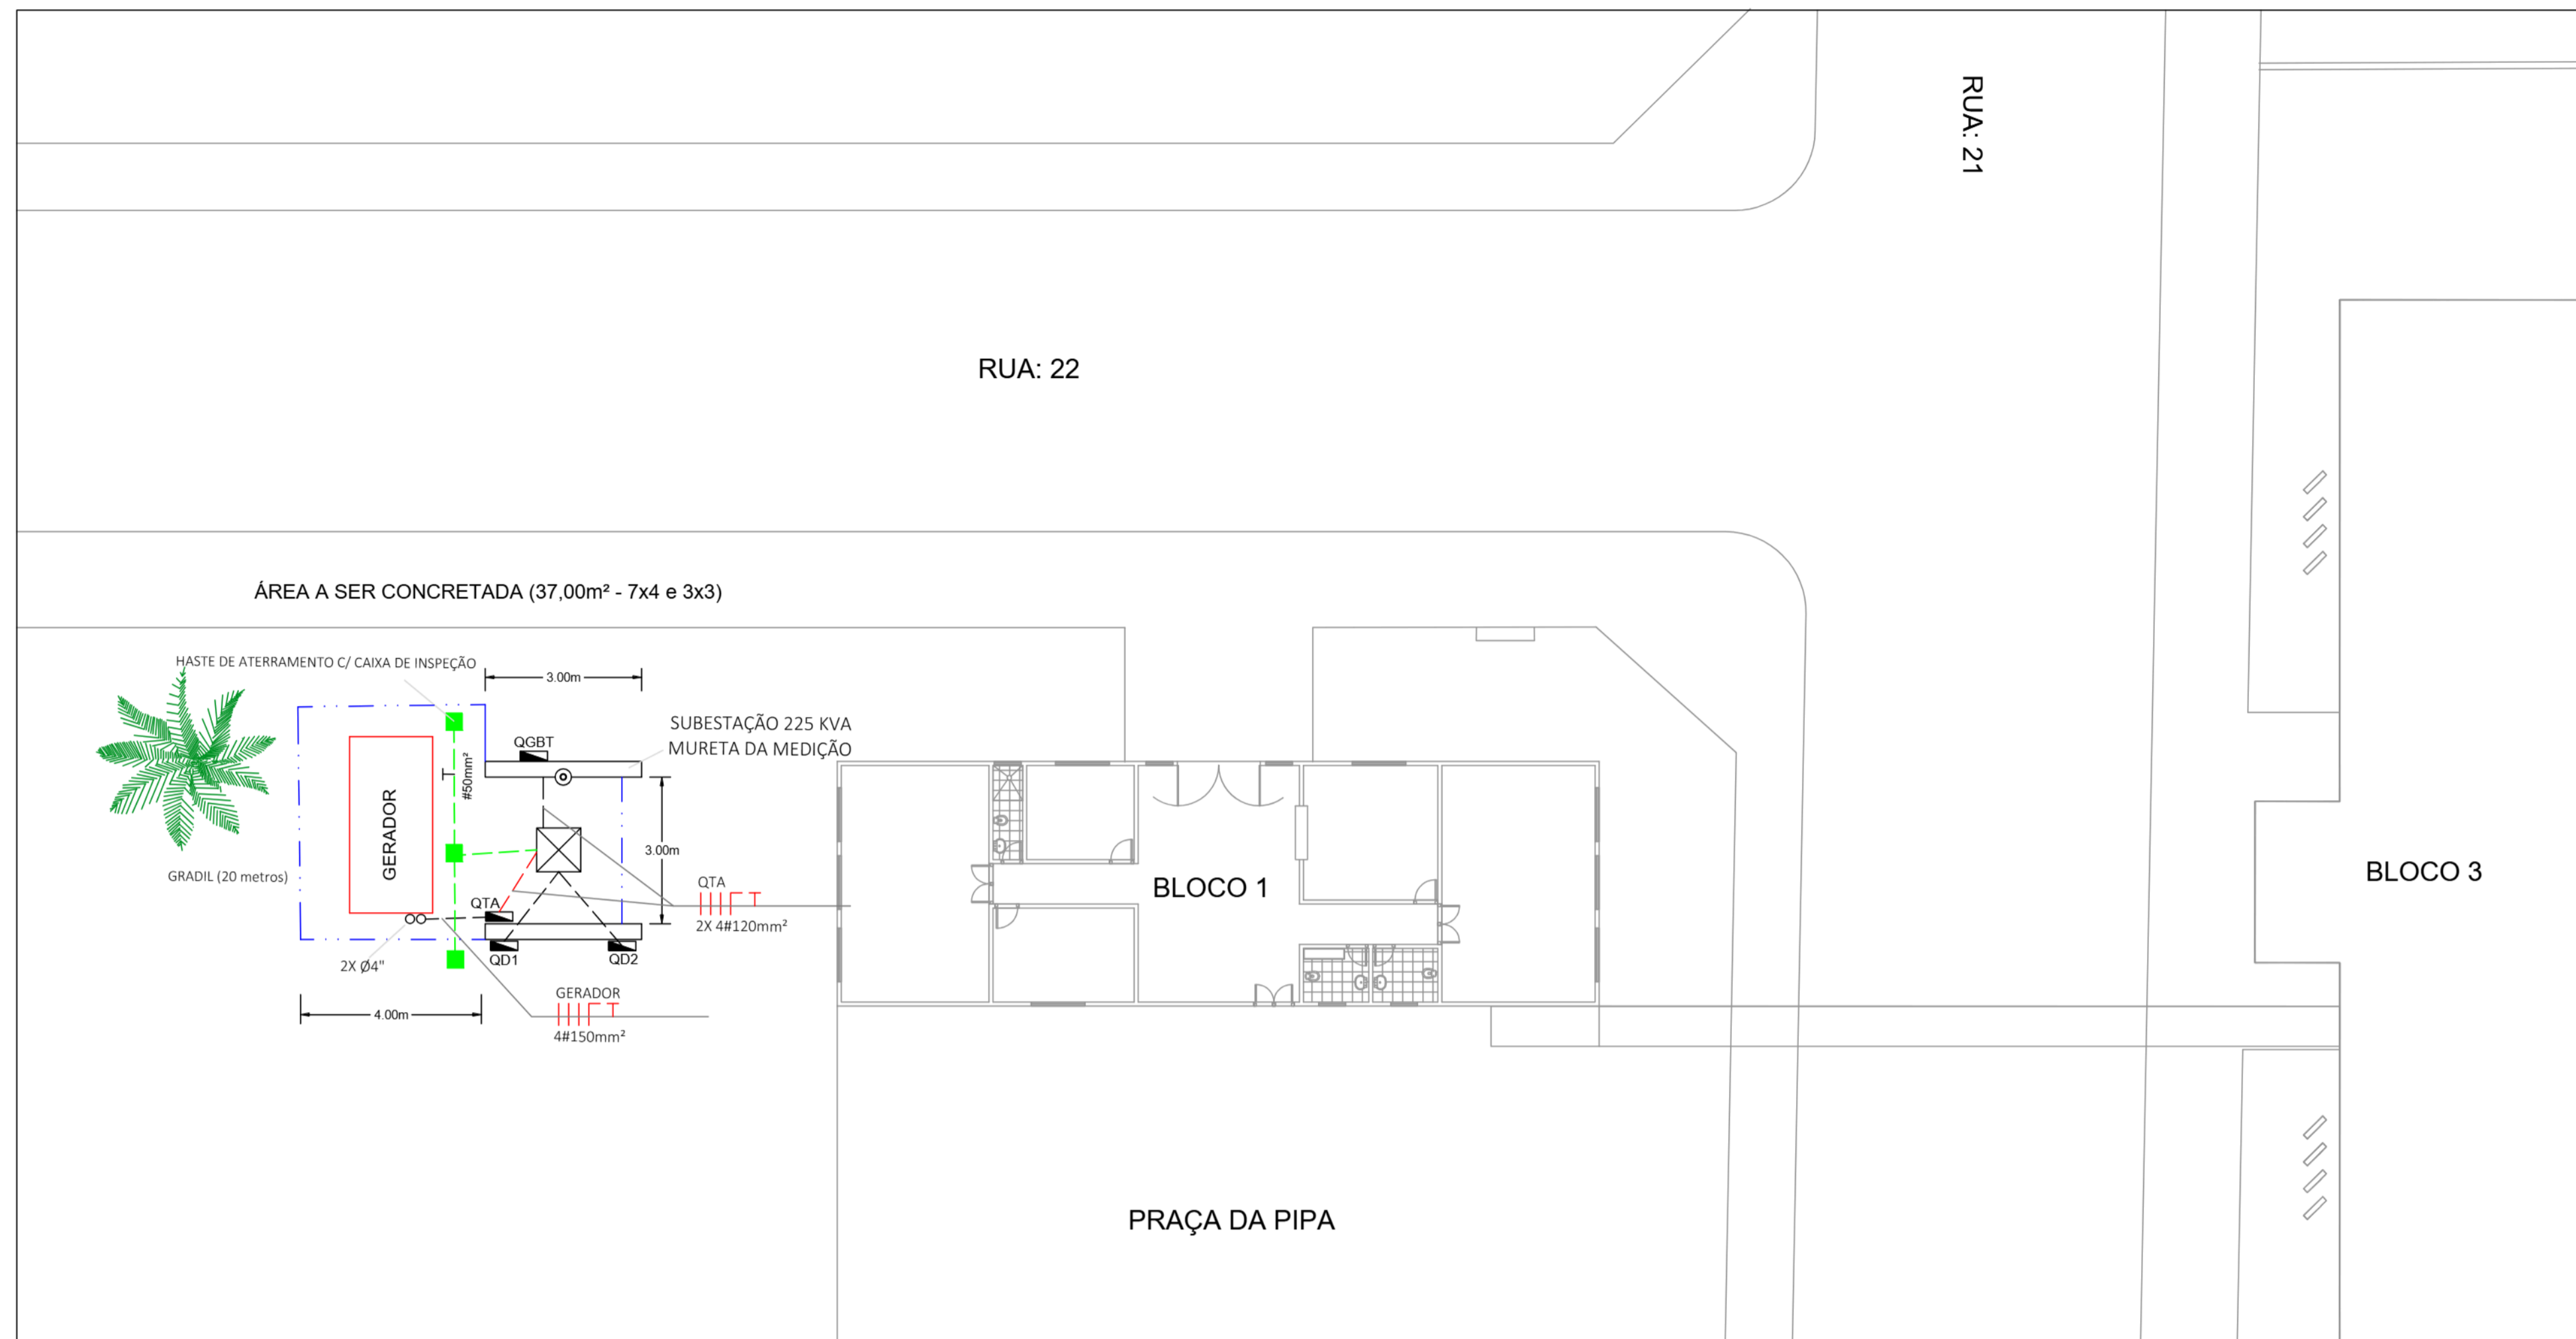 RUA: 21
RUA: 22
ÁREA A SER CONCRETADA (37,00m² - 7x4 e 3x3)
HASTE DE ATERRAMENTO C/ CAIXA DE INSPEÇÃO
3.00m
SUBESTAÇÃO 225 KVA
MURETA DA MEDIÇÃO
QGBT
#50mm²
T
GERADOR
3.00m
GRADIL (20 metros)
QTA
QTA
2X 4#120mm²
BLOCO 1
BLOCO 3
QD1
QD2
2X Ø4"
GERADOR
4#150mm²
4.00m
PRAÇA DA PIPA